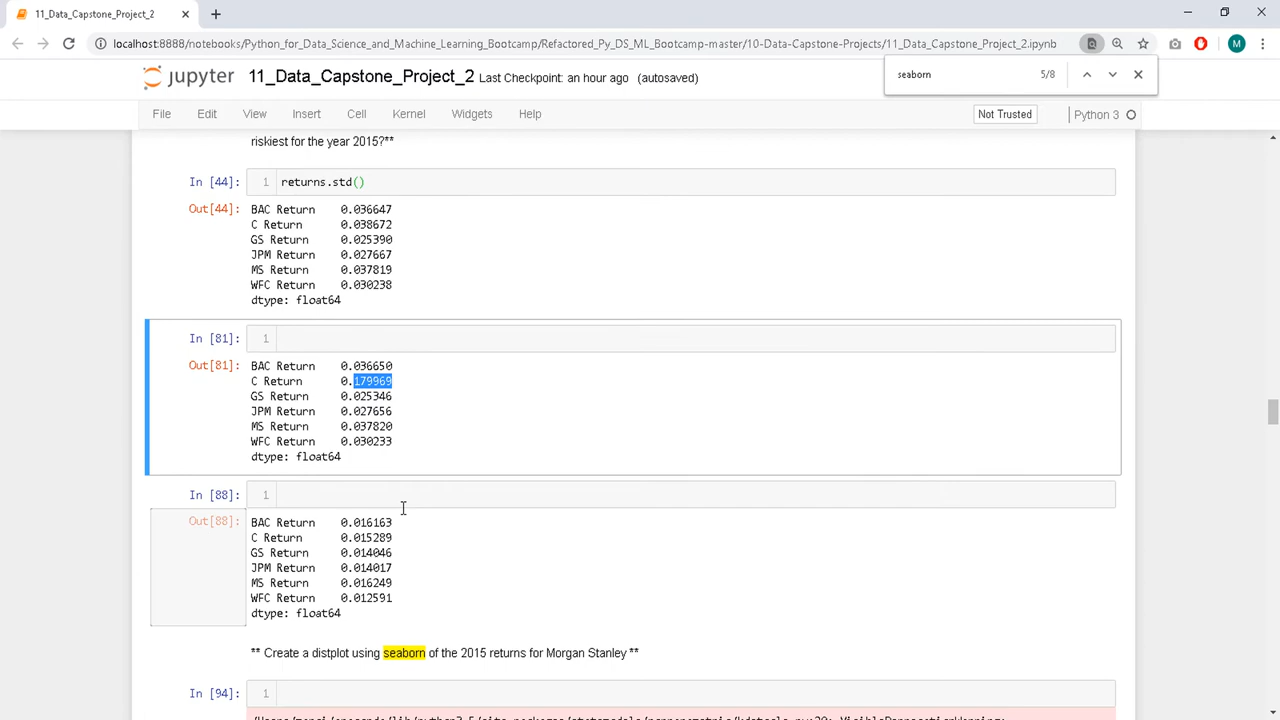 11_Data_Capstone_Project_2
localhost:8888/notebooks/Python_for_Data_Science_and_Machine_Learning_Bootcamp/Refactored_Py_DS_ML_Bootcamp-master/10-Data-Capstone-Projects/11_Data_Capstone_Project_2.ipynb
M
seaborn 5/8
jupyter 11_Data_Capstone_Project_2 Last Checkpoint: an hour ago (autosaved)
File Edit View Insert Cell Kernel Widgets Help Not Trusted Python 3
riskiest for the year 2015?**
In [44]: 1 returns.std()
Out[44]: BAC Return 0.036647
C Return 0.038672
GS Return 0.025390
JPM Return 0.027667
MS Return 0.037819
WFC Return 0.030238
dtype: float64
In [81]: 1
Out[81]: BAC Return 0.036650
C Return 0.179969
GS Return 0.025346
JPM Return 0.027656
MS Return 0.037820
WFC Return 0.030233
dtype: float64
In [88]: 1
Out[88]: BAC Return 0.016163
C Return 0.015289
GS Return 0.014046
JPM Return 0.014017
MS Return 0.016249
WFC Return 0.012591
dtype: float64
** Create a distplot using seaborn of the 2015 returns for Morgan Stanley **
In [94]: 1